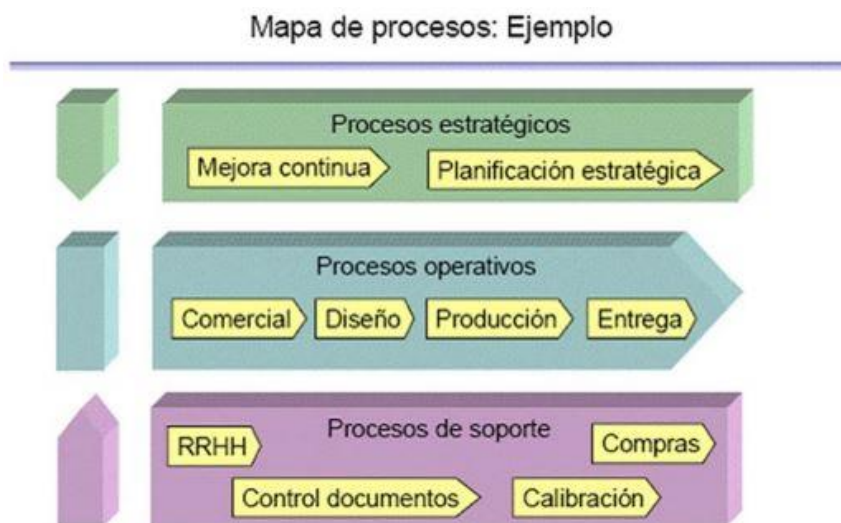 Mapa de procesos: Ejemplo
Procesos estratégicos
Mejora continua
Planificación estratégica
Procesos operativos
Comercial
Diseño
Producción
Entrega
Procesos de soporte
RRHH
Compras
Control documentos
Calibración